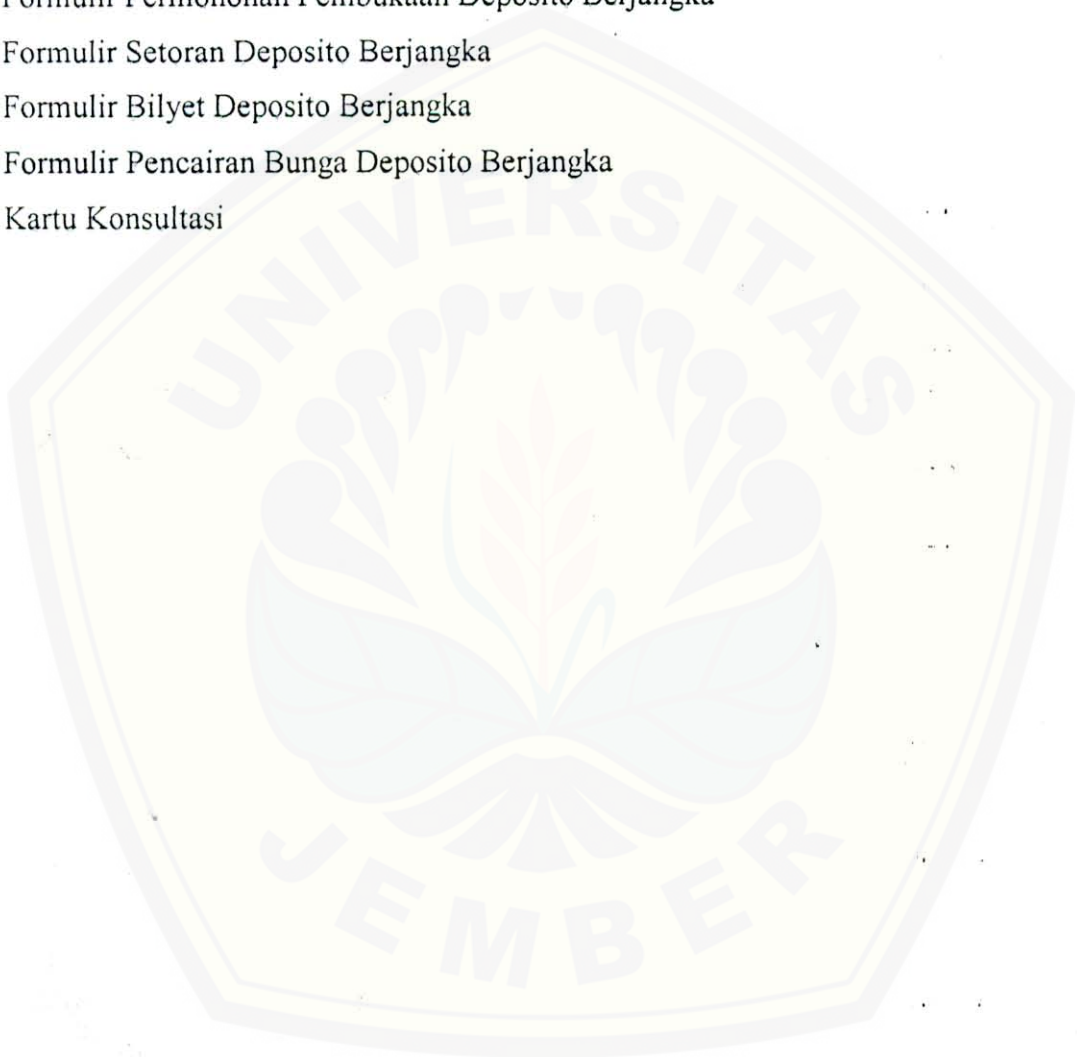 Formulir Permohonan Pembukaan Deposito Berjangka
Formulir Setoran Deposito Berjangka
Formulir Bilyet Deposito Berjangka
Formulir Pencairan Bunga Deposito Berjangka
Kartu Konsultasi
UNIVERSITAS
JEMBER